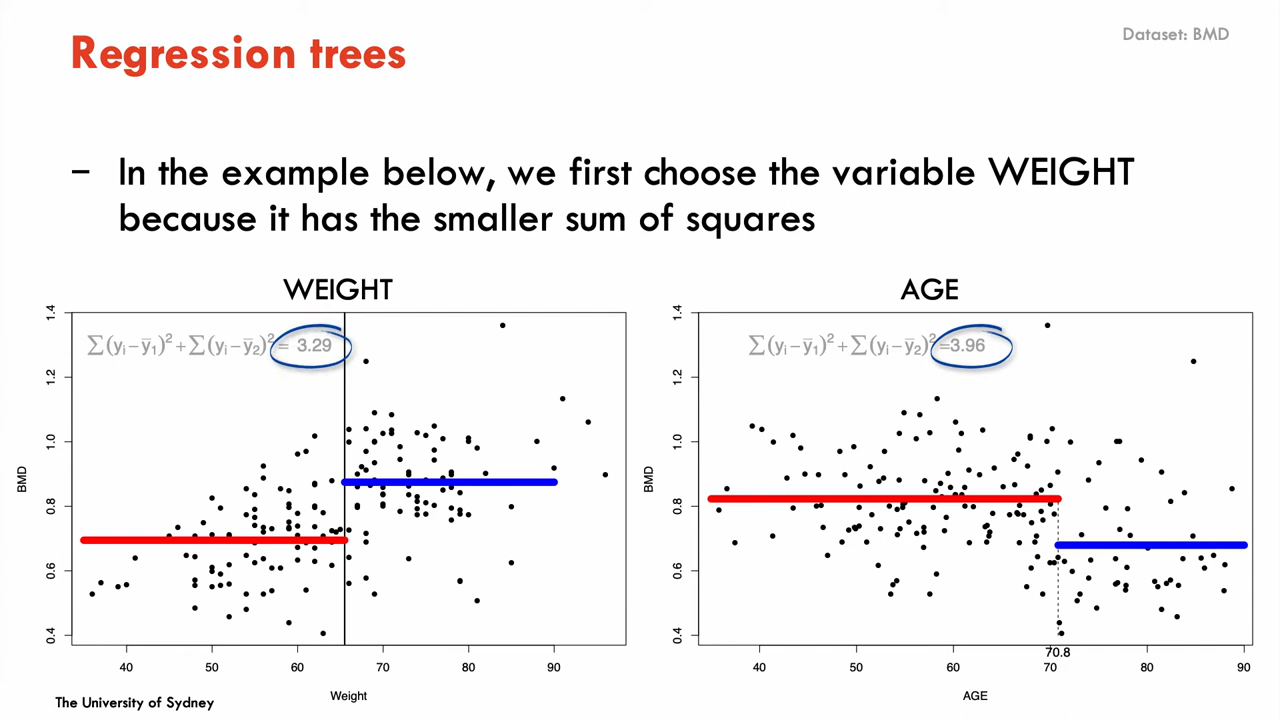 Regression trees
Dataset: BMD
– In the example below, we first choose the variable WEIGHT
because it has the smaller sum of squares
WEIGHT
∑(yᵢ−ȳ₁)²+∑(yᵢ−ȳ₂)²= 3.29
1.4
1.2
1.0
0.8
0.6
0.4
BMD
40 50 60 70 80 90
Weight
AGE
∑(yᵢ−ȳ₁)²+∑(yᵢ−ȳ₂)²=3.96
1.4
1.2
1.0
0.8
0.6
0.4
BMD
70.8
40 50 60 70 80 90
AGE
The University of Sydney